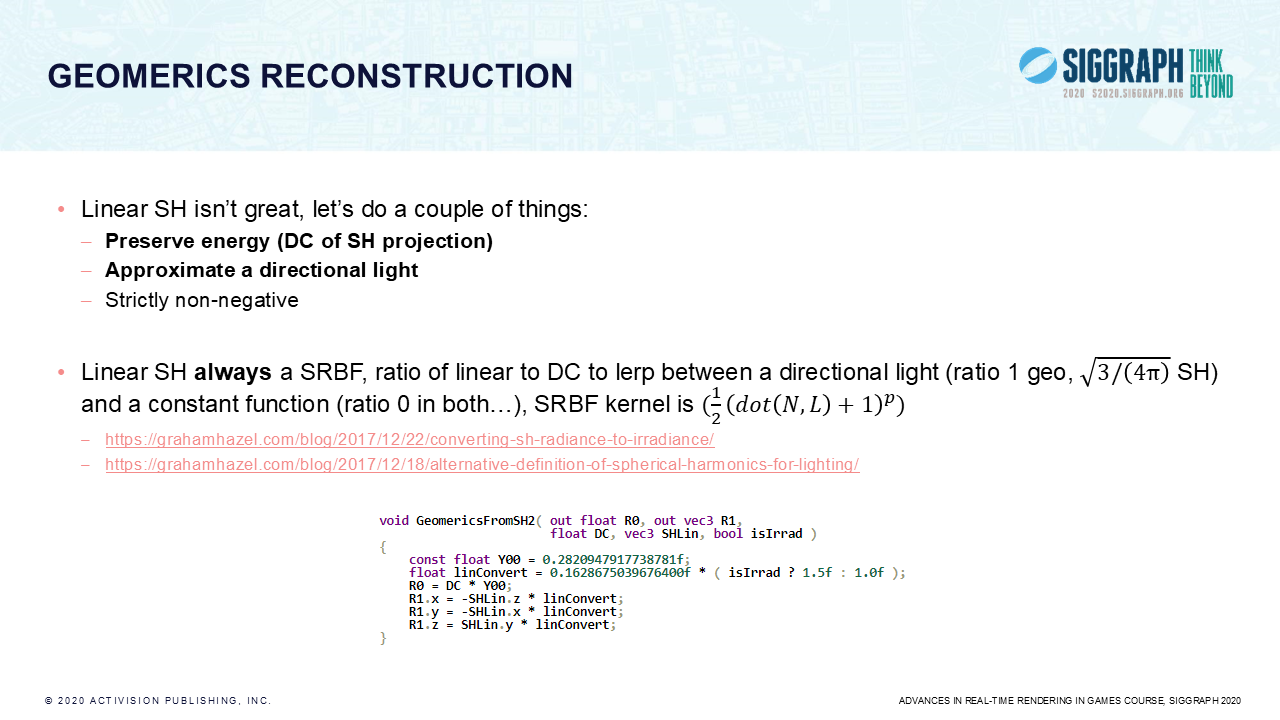 GEOMERICS RECONSTRUCTION
SIGGRAPH THINK BEYOND
2020 S2020.SIGGRAPH.ORG
• Linear SH isn’t great, let’s do a couple of things:
– Preserve energy (DC of SH projection)
– Approximate a directional light
– Strictly non-negative
• Linear SH always a SRBF, ratio of linear to DC to lerp between a directional light (ratio 1 geo, √3/(4π) SH)
and a constant function (ratio 0 in both…), SRBF kernel is (1/2 (dot(N, L) + 1)^p)
– https://grahamhazel.com/blog/2017/12/22/converting-sh-radiance-to-irradiance/
– https://grahamhazel.com/blog/2017/12/18/alternative-definition-of-spherical-harmonics-for-lighting/
void GeomericsFromSH2( out float R0, out vec3 R1,
float DC, vec3 SHLin, bool isIrrad )
{
const float Y00 = 0.2820947917738781f;
float linConvert = 0.1628675039676400f * ( isIrrad ? 1.5f : 1.0f );
R0 = DC * Y00;
R1.x = -SHLin.z * linConvert;
R1.y = -SHLin.x * linConvert;
R1.z = SHLin.y * linConvert;
}
© 2020 ACTIVISION PUBLISHING, INC.
ADVANCES IN REAL-TIME RENDERING IN GAMES COURSE, SIGGRAPH 2020